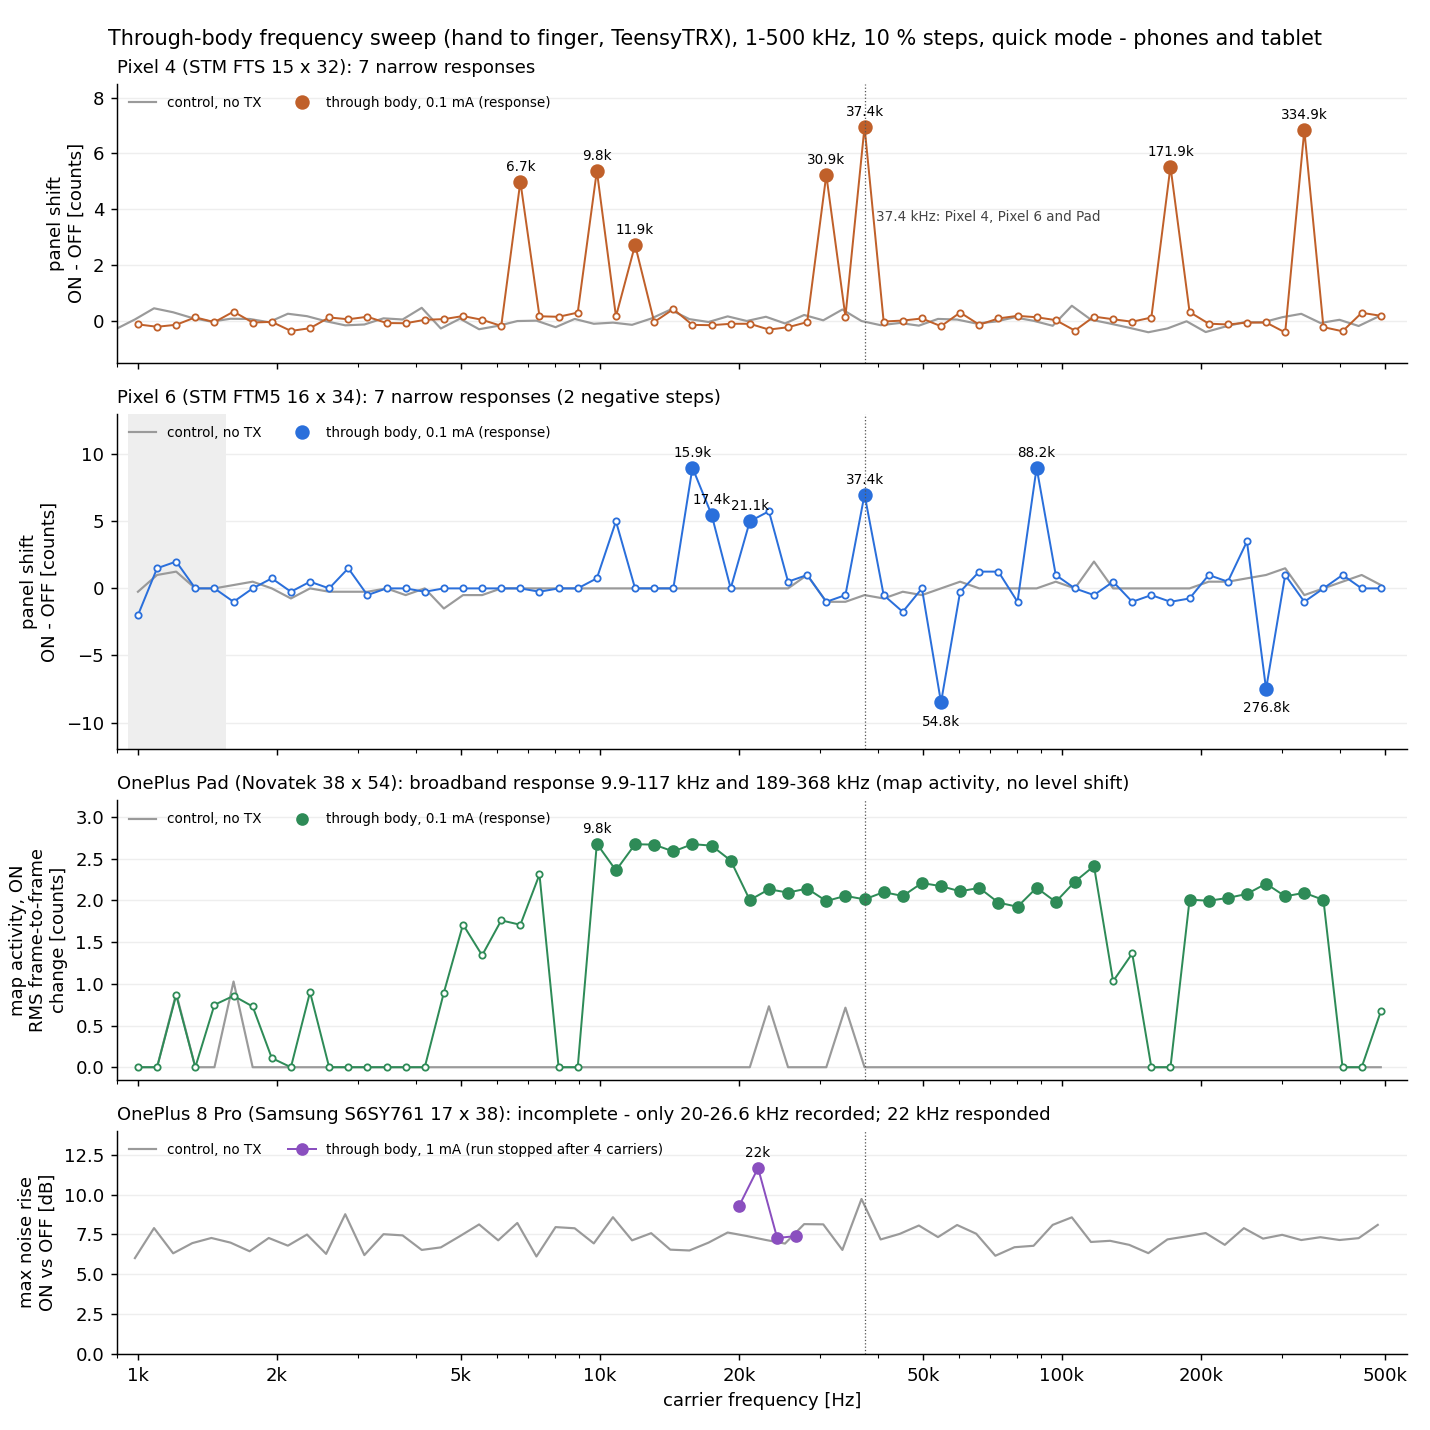 Through-body frequency sweep (hand to finger, TeensyTRX), 1-500 kHz, 10 % steps, quick mode - phones and tablet
Pixel 4 (STM FTS 15 x 32): 7 narrow responses
control, no TX
through body, 0.1 mA (response)
panel shift
ON - OFF [counts]
8
6
4
2
0
6.7k
9.8k
11.9k
30.9k
37.4k
171.9k
334.9k
37.4 kHz: Pixel 4, Pixel 6 and Pad
Pixel 6 (STM FTM5 16 x 34): 7 narrow responses (2 negative steps)
control, no TX
through body, 0.1 mA (response)
panel shift
ON - OFF [counts]
10
5
0
−5
−10
15.9k
17.4k
21.1k
37.4k
54.8k
88.2k
276.8k
OnePlus Pad (Novatek 38 x 54): broadband response 9.9-117 kHz and 189-368 kHz (map activity, no level shift)
control, no TX
through body, 0.1 mA (response)
map activity, ON
RMS frame-to-frame
change [counts]
3.0
2.5
2.0
1.5
1.0
0.5
0.0
9.8k
OnePlus 8 Pro (Samsung S6SY761 17 x 38): incomplete - only 20-26.6 kHz recorded; 22 kHz responded
control, no TX
through body, 1 mA (run stopped after 4 carriers)
max noise rise
ON vs OFF [dB]
12.5
10.0
7.5
5.0
2.5
0.0
22k
1k
2k
5k
10k
20k
50k
100k
200k
500k
carrier frequency [Hz]